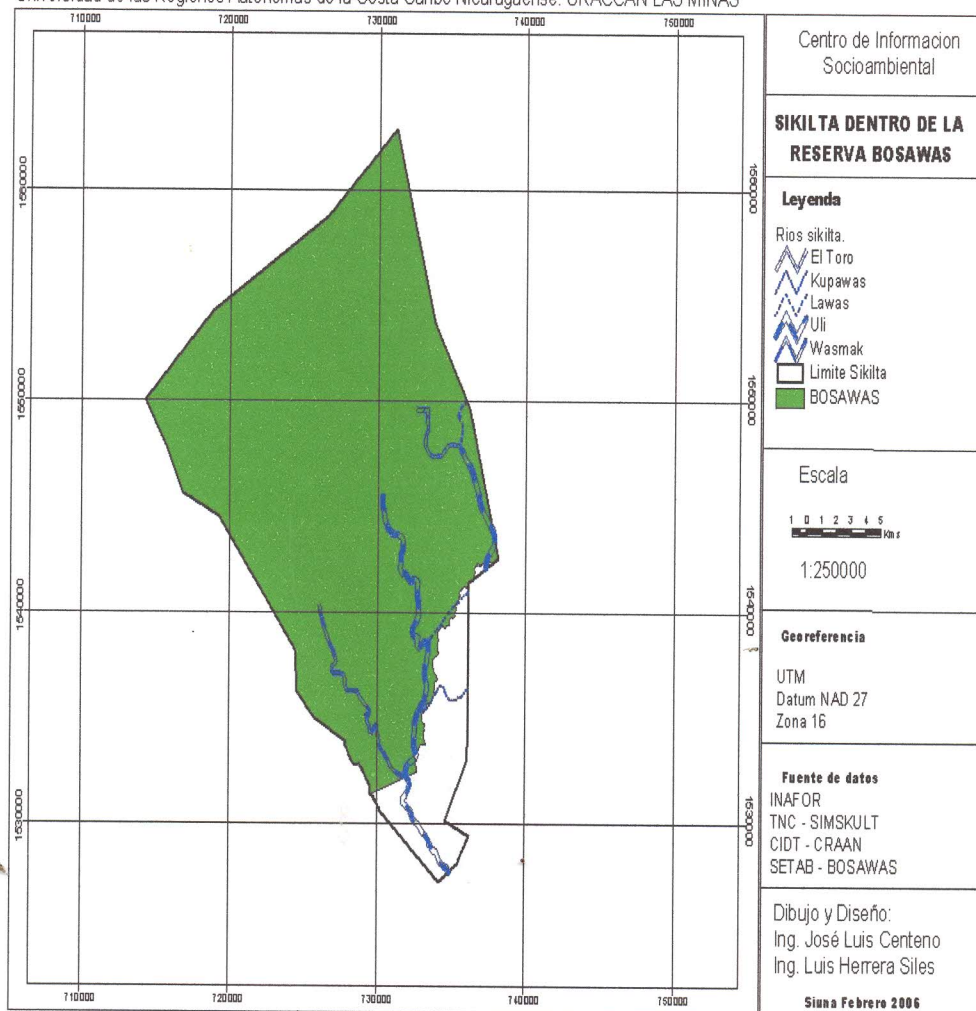 Universidad de las Regiones Autónomas de la Costa Caribe Nicaragüense. URACCAN LAS MINAS
710000 720000 730000 740000 750000
Centro de Informacion
Socioambiental
SIKILTA DENTRO DE LA
RESERVA BOSAWAS
Leyenda
Rios sikilta.
El Toro
Kupawas
Lawas
Uli
Wasmak
Limite Sikilta
BOSAWAS
Escala
1 0 1 2 3 4 5
Kms
1:250000
Georeferencia
UTM
Datum NAD 27
Zona 16
Fuente de datos
INAFOR
TNC - SIMSKULT
CIDT - CRAAN
SETAB - BOSAWAS
Dibujo y Diseño:
Ing. José Luis Centeno
Ing. Luis Herrera Siles
Siuna Febrero 2006
1560000
1550000
1540000
1530000
1560000
1550000
1540000
1530000
710000 720000 730000 740000 750000